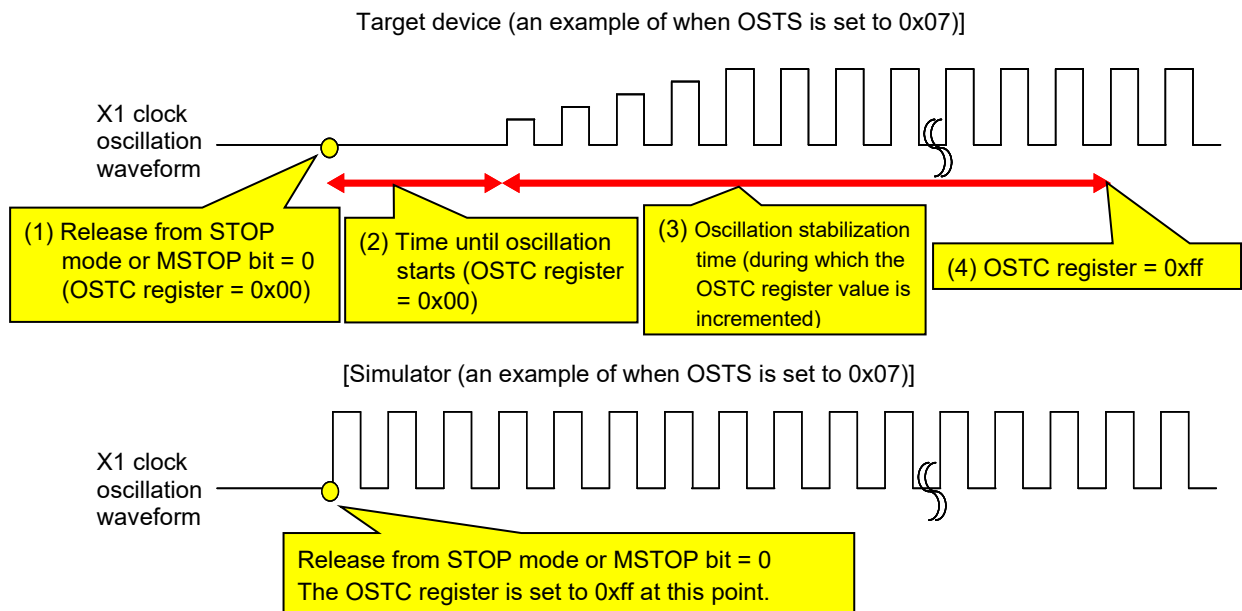 Target device (an example of when OSTS is set to 0x07)]
X1 clock
oscillation
waveform
(1) Release from STOP
mode or MSTOP bit = 0
(OSTC register = 0x00)
(2) Time until oscillation
starts (OSTC register
= 0x00)
(3) Oscillation stabilization
time (during which the
OSTC register value is
incremented)
(4) OSTC register = 0xff
[Simulator (an example of when OSTS is set to 0x07)]
X1 clock
oscillation
waveform
Release from STOP mode or MSTOP bit = 0
The OSTC register is set to 0xff at this point.